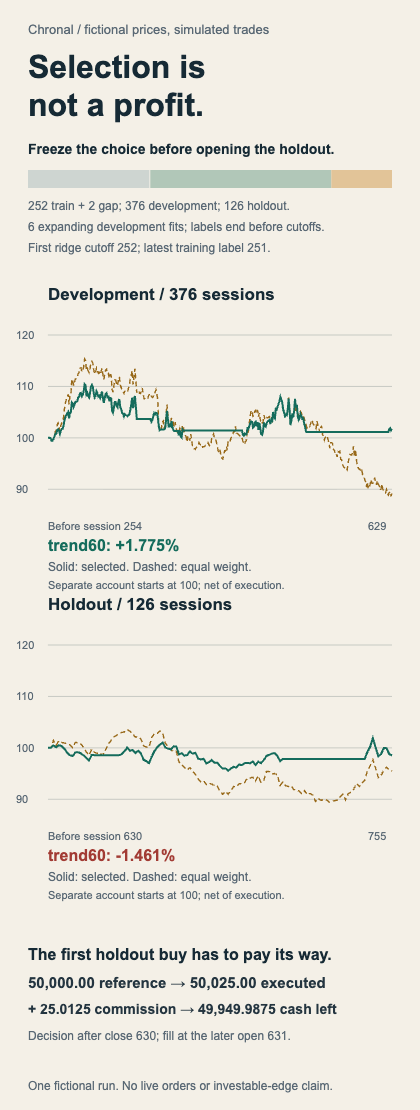 Chronal / fictional prices, simulated trades
Selection is
not a profit.
Freeze the choice before opening the holdout.
252 train + 2 gap; 376 development; 126 holdout.
6 expanding development fits; labels end before cutoffs.
First ridge cutoff 252; latest training label 251.
Development / 376 sessions
120
110
100
90
Before session 254
629
trend60: +1.775%
Solid: selected. Dashed: equal weight.
Separate account starts at 100; net of execution.
Holdout / 126 sessions
120
110
100
90
Before session 630
755
trend60: -1.461%
Solid: selected. Dashed: equal weight.
Separate account starts at 100; net of execution.
The first holdout buy has to pay its way.
50,000.00 reference → 50,025.00 executed
+ 25.0125 commission → 49,949.9875 cash left
Decision after close 630; fill at the later open 631.
One fictional run. No live orders or investable-edge claim.